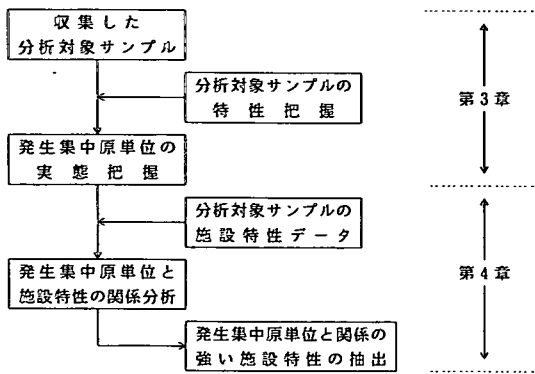 収集した
分析対象サンプル
分析対象サンプルの
特性把握
第3章
発生集中原単位の
実態把握
分析対象サンプルの
施設特性データ
発生集中原単位と
施設特性の関係分析
第4章
発生集中原単位と関係の
強い施設特性の抽出